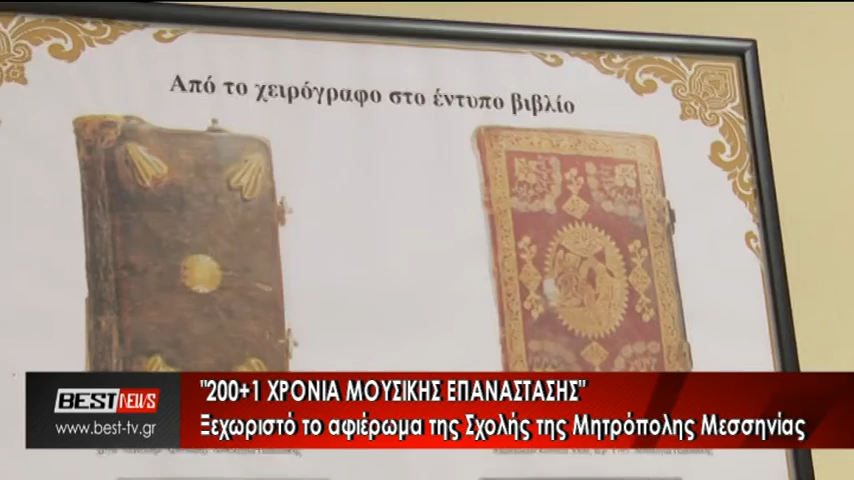 Από το χειρόγραφο στο έντυπο βιβλίο
BEST NEWS
www.best-tv.gr
"200+1 ΧΡΟΝΙΑ ΜΟΥΣΙΚΗΣ ΕΠΑΝΑΣΤΑΣΗΣ"
Ξεχωριστό το αφιέρωμα της Σχολής της Μητρόπολης Μεσσηνίας